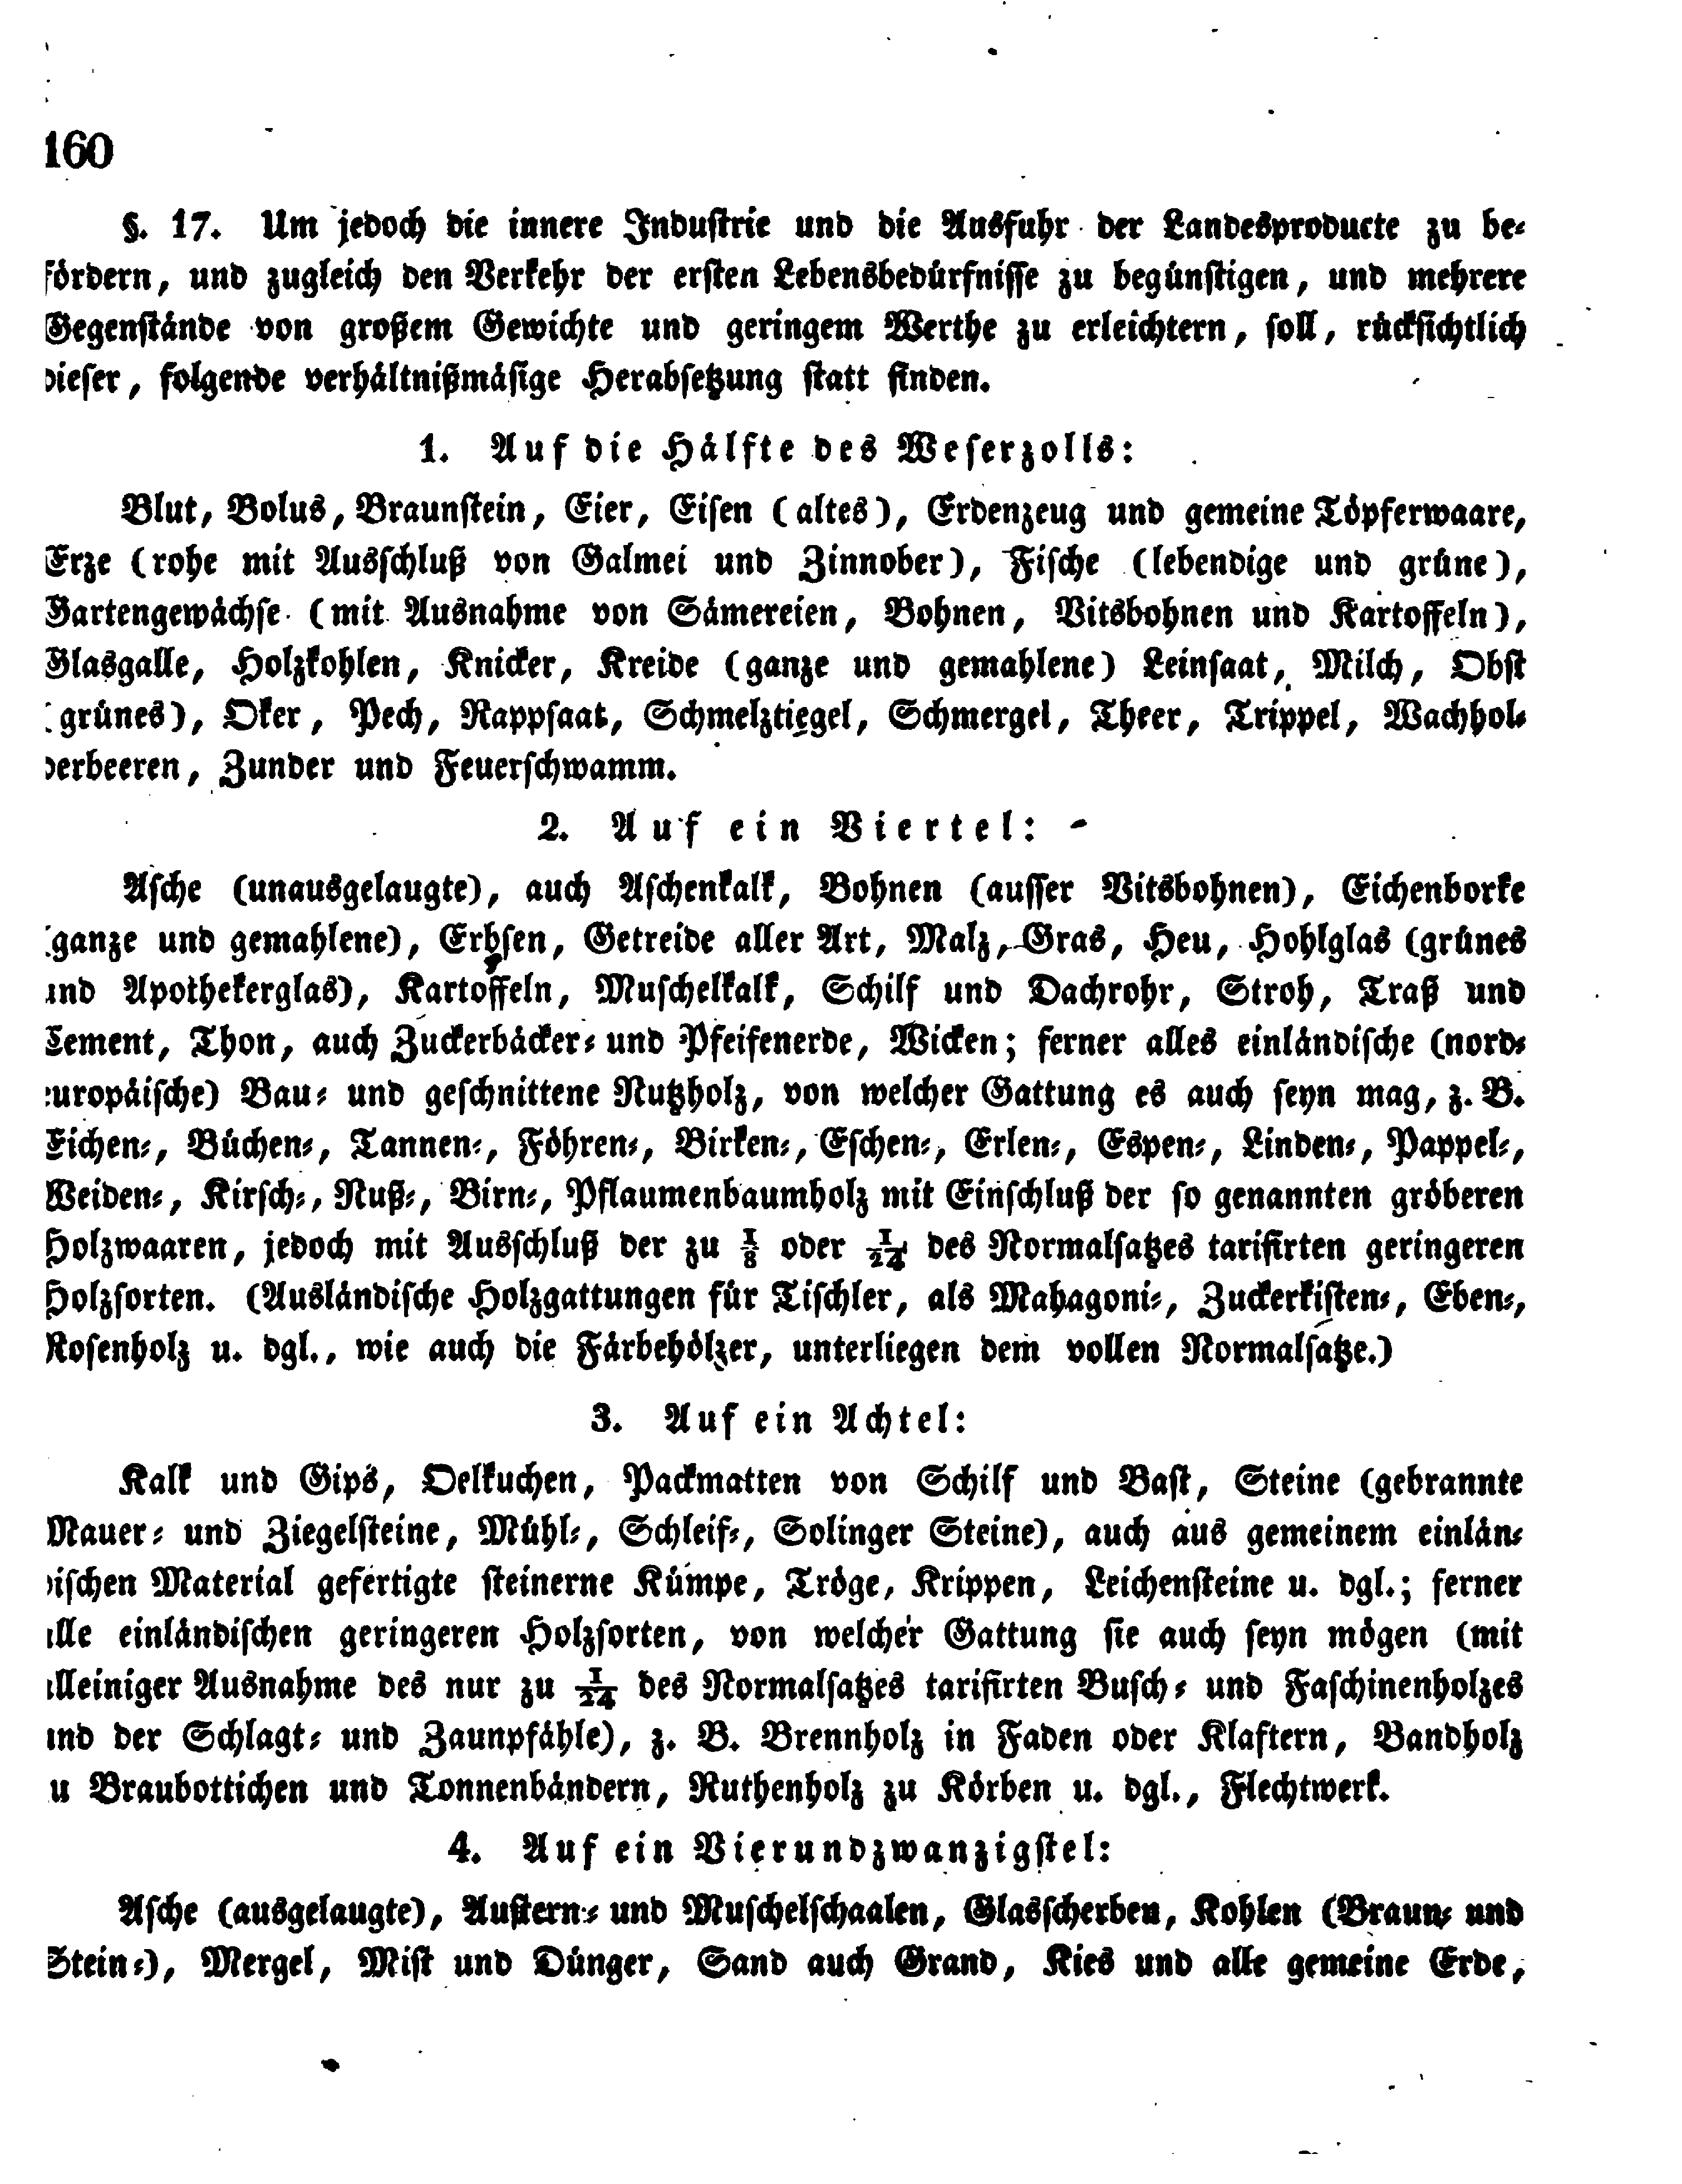 160
§. 17. Um jedoch die innere Industrie und die Ausfuhr der Landesproducte zu be-
fördern, und zugleich den Verkehr der ersten Lebensbedürfnisse zu begünstigen, und mehrere
Gegenstände von großem Gewichte und geringem Werthe zu erleichtern, soll, rücksichtlich
dieser, folgende verhältnißmäsige Herabsetzung statt finden.
1. Auf die Hälfte des Weserzolls:
Blut, Bolus, Braunstein, Eier, Eisen (altes), Erdenzeug und gemeine Töpferwaare,
Erze (rohe mit Ausschluß von Galmei und Zinnober), Fische (lebendige und grüne),
Gartengewächse (mit Ausnahme von Sämereien, Bohnen, Vitsbohnen und Kartoffeln),
Glasgalle, Holzkohlen, Knicker, Kreide (ganze und gemahlene) Leinsaat, Milch, Obst
(grünes), Oker, Pech, Rappsaat, Schmelztiegel, Schmergel, Theer, Trippel, Wachhol-
derbeeren, Zunder und Feuerschwamm.
2. Auf ein Viertel:
Asche (unausgelaugte), auch Aschenkalk, Bohnen (ausser Vitsbohnen), Eichenborke
(ganze und gemahlene), Erbsen, Getreide aller Art, Malz, Gras, Heu, Hohlglas (grünes
und Apothekerglas), Kartoffeln, Muschelkalk, Schilf und Dachrohr, Stroh, Traß und
Cement, Thon, auch Zuckerbäcker- und Pfeifenerde, Wicken; ferner alles einländische (nord-
europäische) Bau- und geschnittene Nutzholz, von welcher Gattung es auch seyn mag, z. B.
Eichen-, Büchen-, Tannen-, Föhren-, Birken-, Eschen-, Erlen-, Espen-, Linden-, Pappel-,
Weiden-, Kirsch-, Nuß-, Birn-, Pflaumenbaumholz mit Einschluß der so genannten gröberen
Holzwaaren, jedoch mit Ausschluß der zu 1/8 oder 1/24 des Normalsatzes tarifirten geringeren
Holzsorten. (Ausländische Holzgattungen für Tischler, als Mahagoni-, Zuckerkisten-, Eben-,
Rosenholz u. dgl., wie auch die Färbehölzer, unterliegen dem vollen Normalsatze.)
3. Auf ein Achtel:
Kalk und Gips, Oelkuchen, Packmatten von Schilf und Bast, Steine (gebrannte
Mauer- und Ziegelsteine, Mühl-, Schleif-, Solinger Steine), auch aus gemeinem einlän-
dischen Material gefertigte steinerne Kümpe, Tröge, Krippen, Leichensteine u. dgl.; ferner
alle einländischen geringeren Holzsorten, von welcher Gattung sie auch seyn mögen (mit
alleiniger Ausnahme des nur zu 1/24 des Normalsatzes tarifirten Busch- und Faschinenholzes
und der Schlagt- und Zaunpfähle), z. B. Brennholz in Faden oder Klaftern, Bandholz
zu Braubottichen und Tonnenbändern, Ruthenholz zu Körben u. dgl., Flechtwerk.
4. Auf ein Vierundzwanzigstel:
Asche (ausgelaugte), Austern- und Muschelschaalen, Glasscherben, Kohlen (Braun- und
Stein-), Mergel, Mist und Dünger, Sand auch Grand, Kies und alle gemeine Erde,